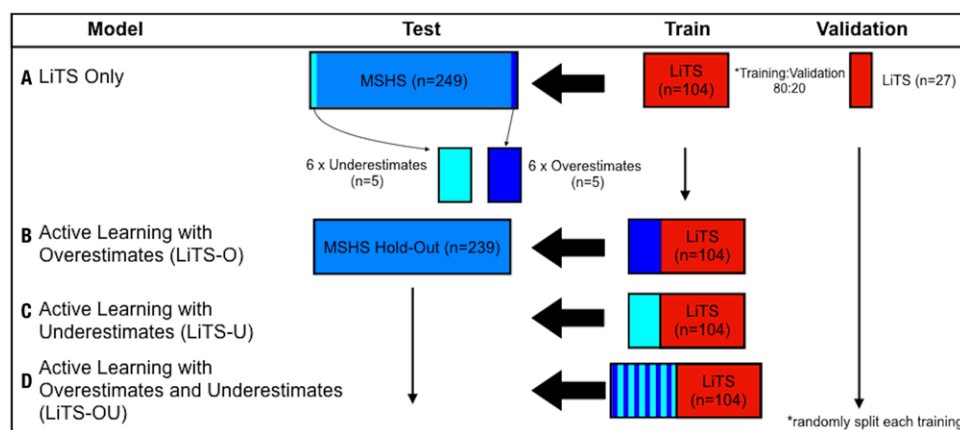 Model Test Train Validation
A LiTS Only
MSHS (n=249)
LiTS
(n=104)
*Training:Validation
80:20
LiTS (n=27)
6 x Underestimates
(n=5)
6 x Overestimates
(n=5)
B Active Learning with
Overestimates (LiTS-O)
MSHS Hold-Out (n=239)
LiTS
(n=104)
C Active Learning with
Underestimates (LiTS-U)
LiTS
(n=104)
D Active Learning with
Overestimates and Underestimates
(LiTS-OU)
LiTS
(n=104)
*randomly split each training